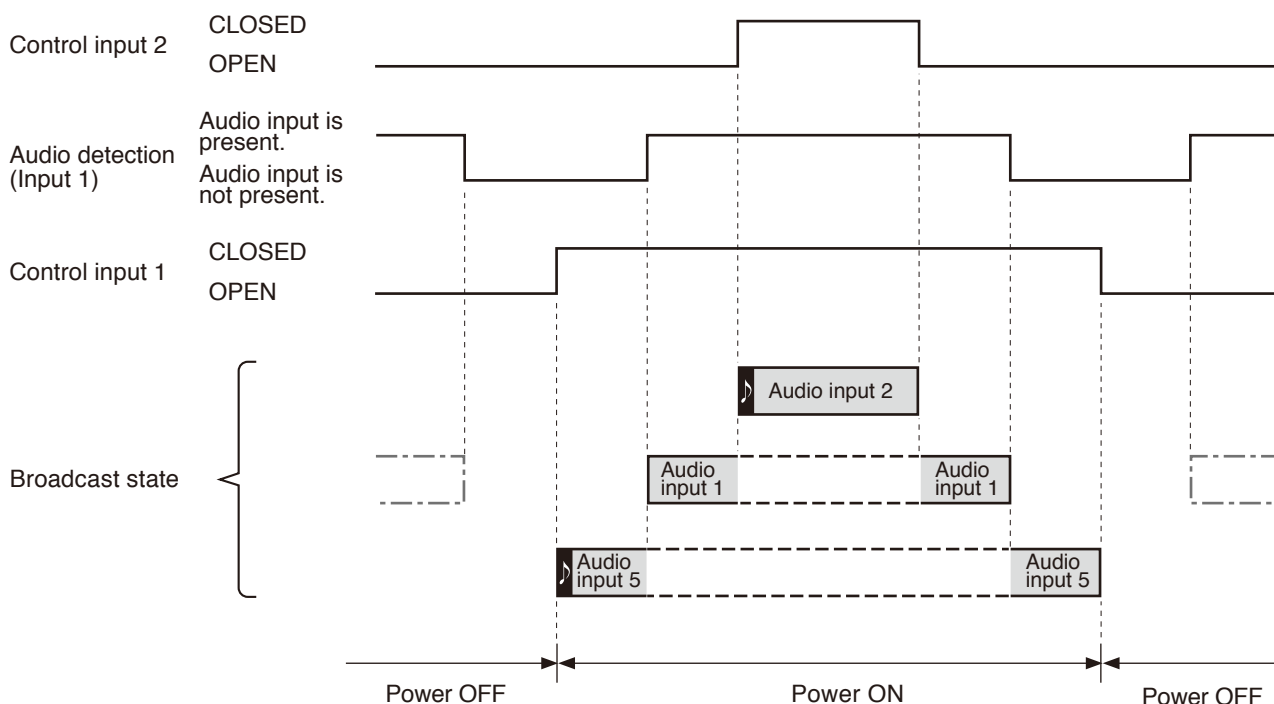 Control input 2
CLOSED
OPEN
Audio detection
(Input 1)
Audio input is
present.
Audio input is
not present.
Control input 1
CLOSED
OPEN
Broadcast state
Audio input 2
Audio
input 1
Audio
input 1
Audio
input 5
Audio
input 5
Power OFF
Power ON
Power OFF